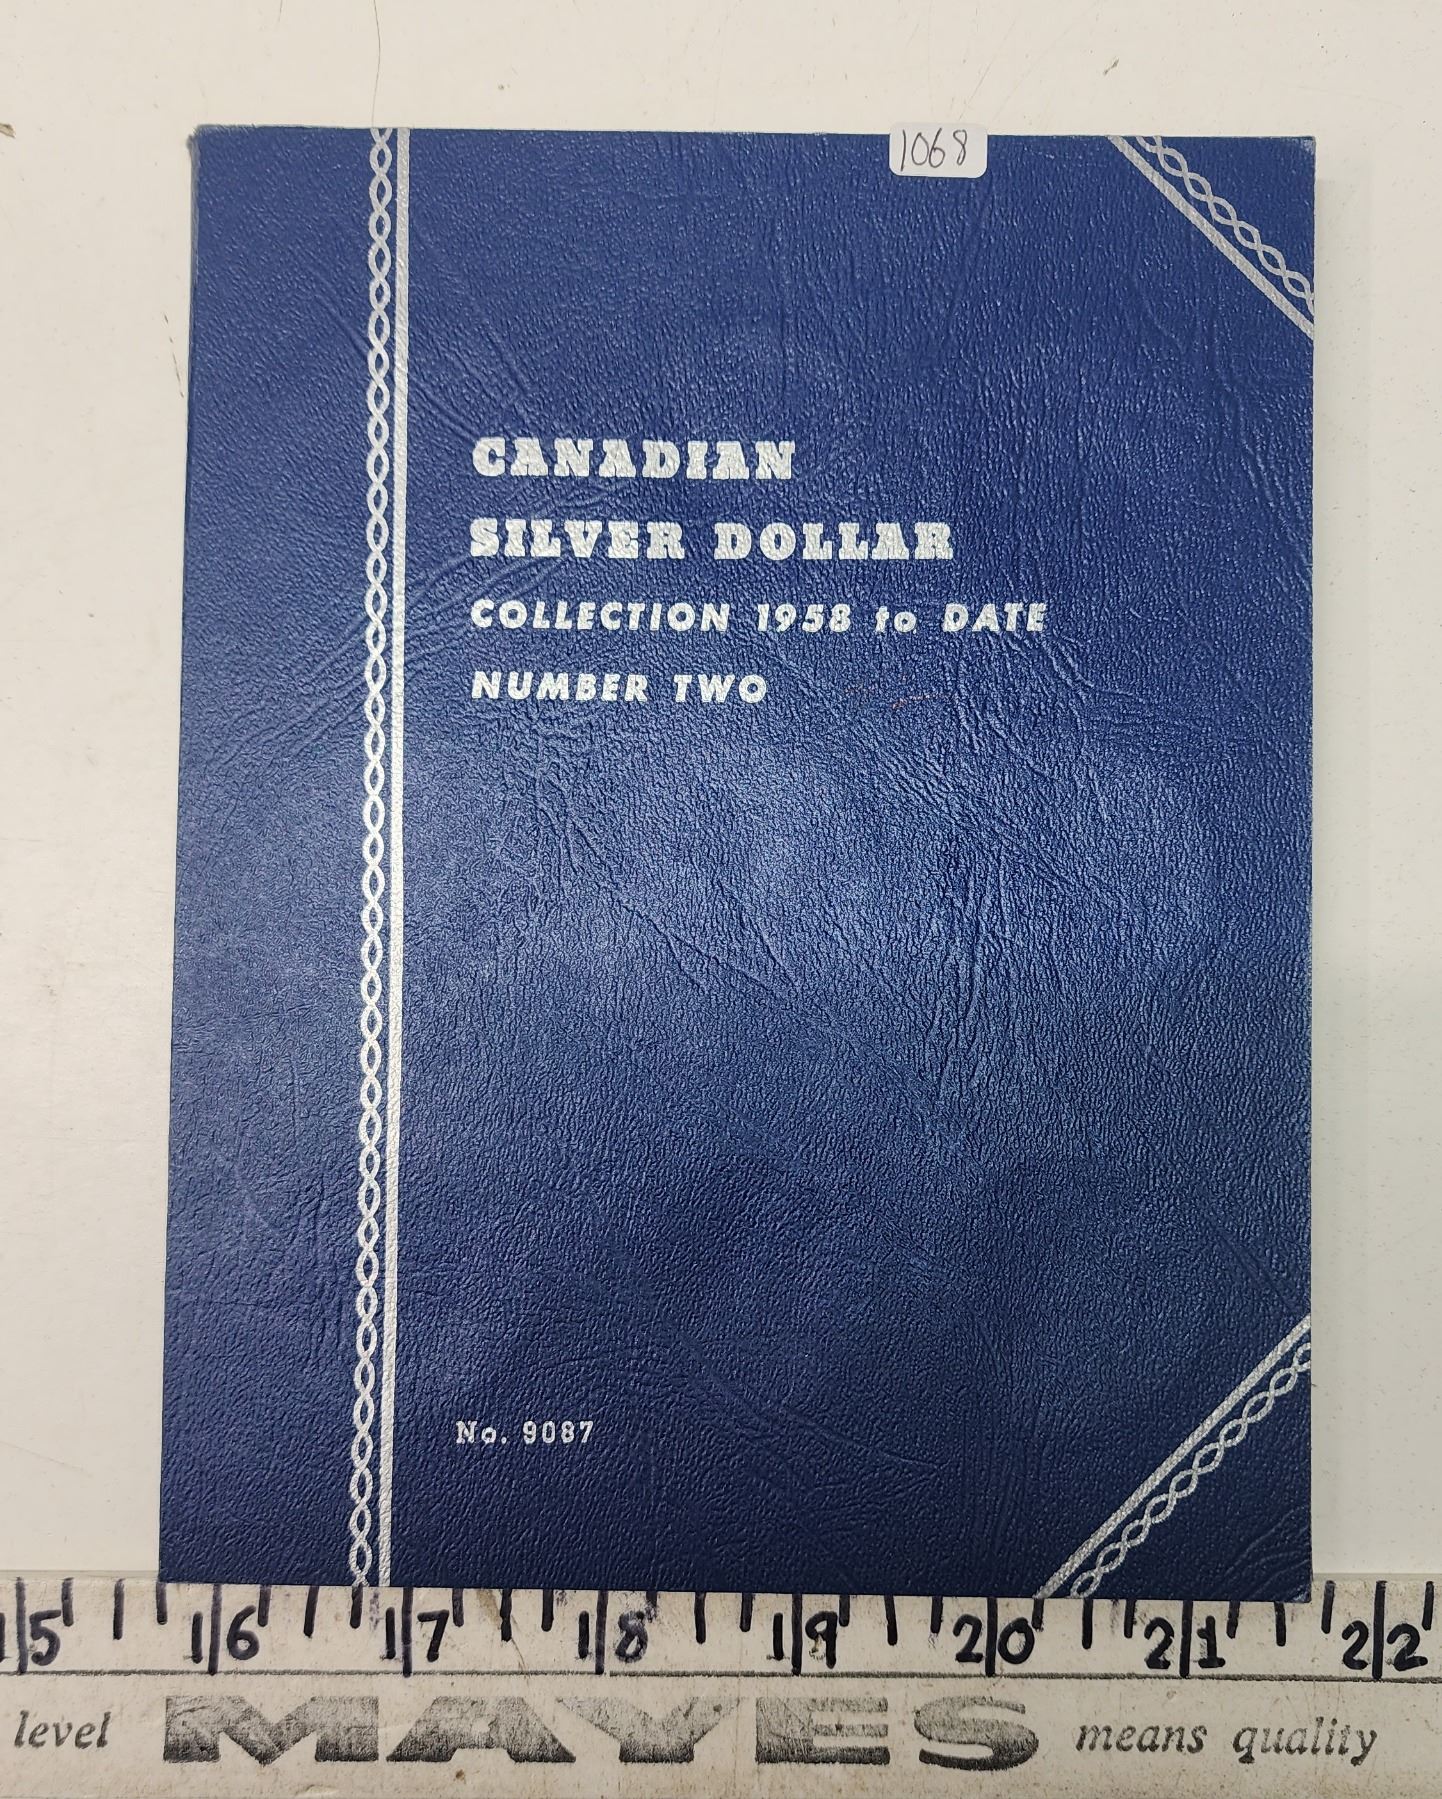 1068
CANADIAN
SILVER DOLLAR
COLLECTION 1958 to DATE
NUMBER TWO
No. 9087
15 16 17 18 19 20 21 22
level MAYES means quality